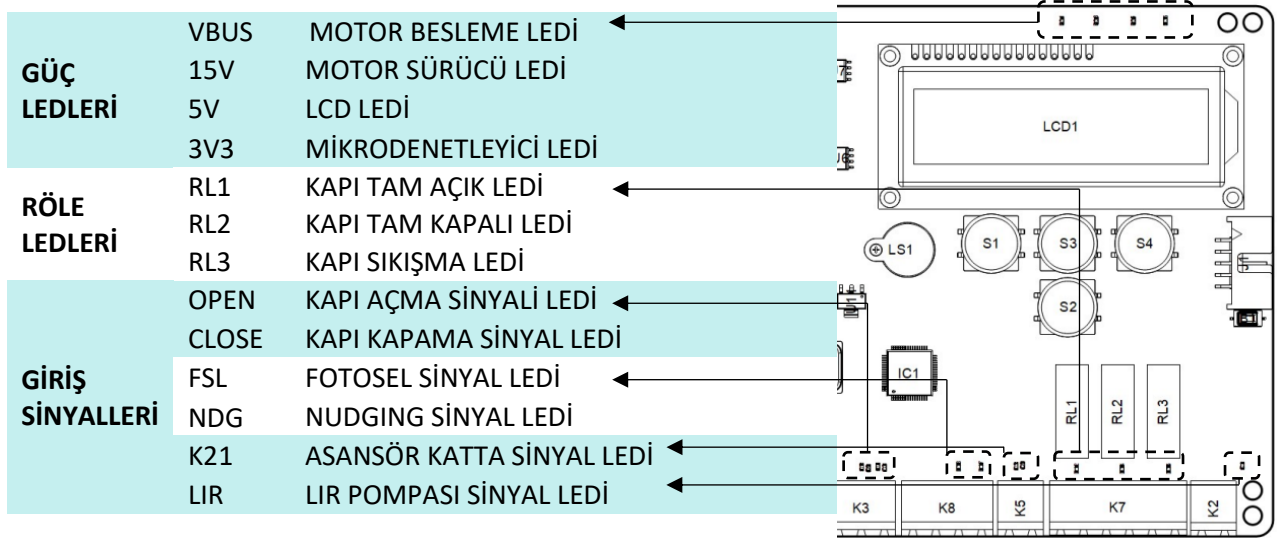 GÜÇ
LEDLERİ
VBUS MOTOR BESLEME LEDİ
15V MOTOR SÜRÜCÜ LEDİ
5V LCD LEDİ
3V3 MİKRODENETLEYİCİ LEDİ
RÖLE
LEDLERİ
RL1 KAPI TAM AÇIK LEDİ
RL2 KAPI TAM KAPALI LEDİ
RL3 KAPI SIKIŞMA LEDİ
GİRİŞ
SİNYALLERİ
OPEN KAPI AÇMA SİNYALİ LEDİ
CLOSE KAPI KAPAMA SİNYAL LEDİ
FSL FOTOSEL SİNYAL LEDİ
NDG NUDGING SİNYAL LEDİ
K21 ASANSÖR KATTA SİNYAL LEDİ
LIR LIR POMPASI SİNYAL LEDİ
LCD1
LS1
S1
S3
S4
S2
IC1
RL1
RL2
RL3
K3
K8
K5
K7
K2